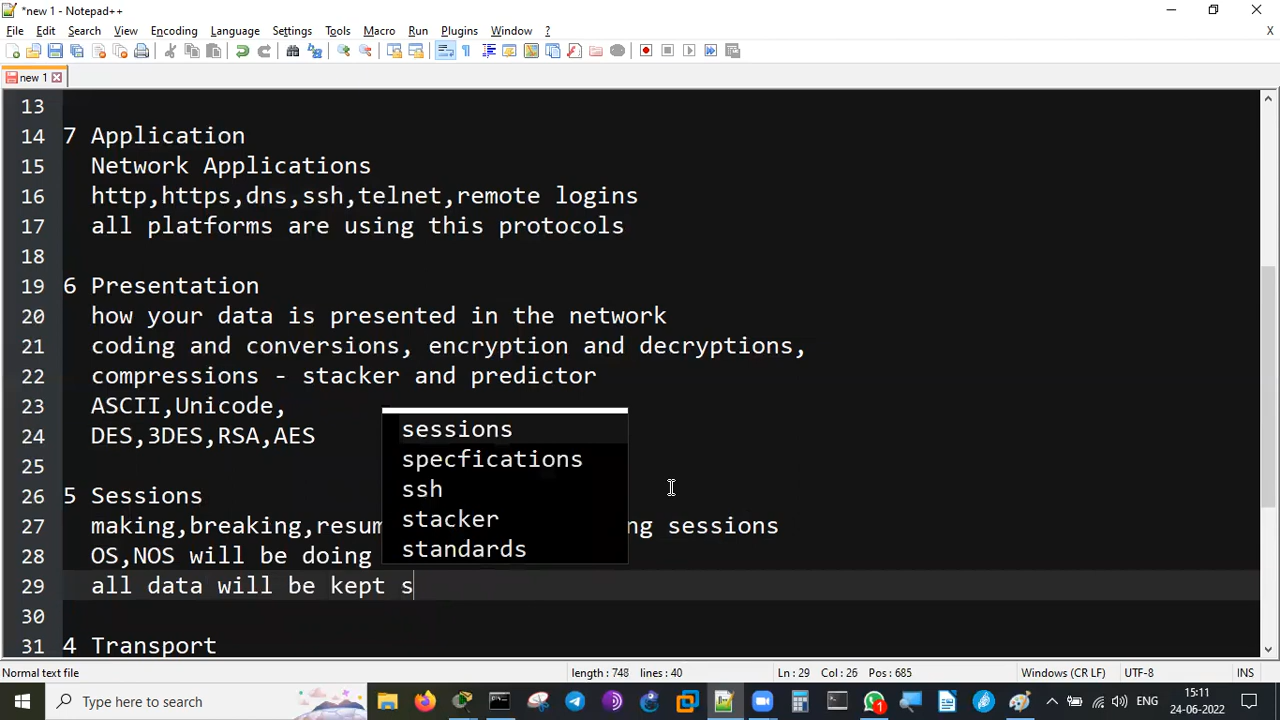 *new 1 - Notepad++
File Edit Search View Encoding Language Settings Tools Macro Run Plugins Window ? X
new 1
13
14 7 Application
15 Network Applications
16 http,https,dns,ssh,telnet,remote logins
17 all platforms are using this protocols
18
19 6 Presentation
20 how your data is presented in the network
21 coding and conversions, encryption and decryptions,
22 compressions - stacker and predictor
23 ASCII,Unicode,
24 DES,3DES,RSA,AES
25
26 5 Sessions
27 making,breaking,resum ng sessions
28 OS,NOS will be doing
29 all data will be kept s
30
31 4 Transport
sessions
specfications
ssh
stacker
standards
Normal text file length : 748 lines : 40 Ln : 29 Col : 26 Pos : 685 Windows (CR LF) UTF-8 INS
Type here to search ENG 15:11
24-06-2022